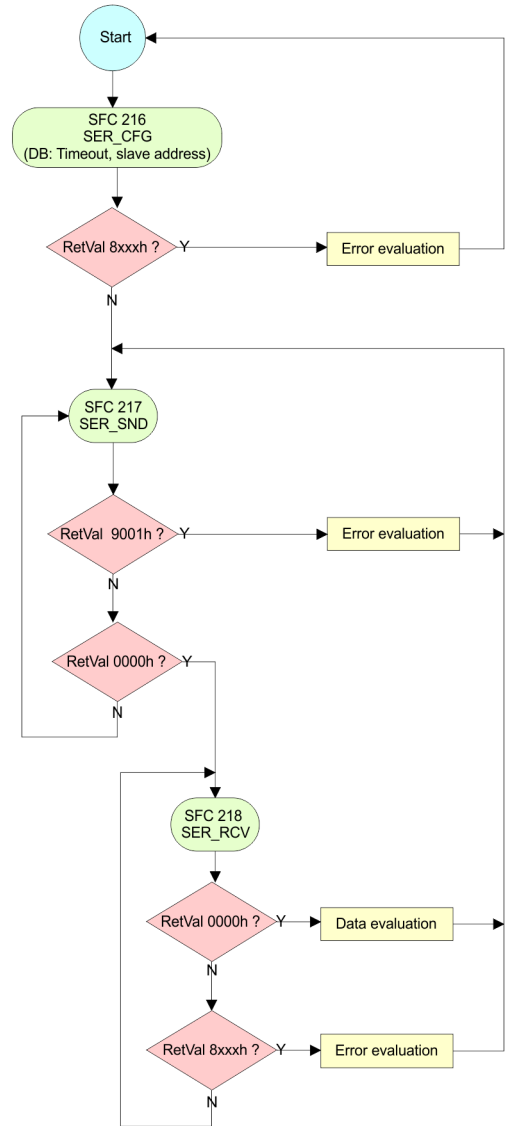 Start
SFC 216
SER_CFG
(DB: Timeout, slave address)
RetVal 8xxxh ?
Y
Error evaluation
N
SFC 217
SER_SND
RetVal  9001h ?
Y
Error evaluation
N
RetVal 0000h ?
Y
N
SFC 218
SER_RCV
RetVal 0000h ?
Y
Data evaluation
N
RetVal 8xxxh ?
Y
Error evaluation
N